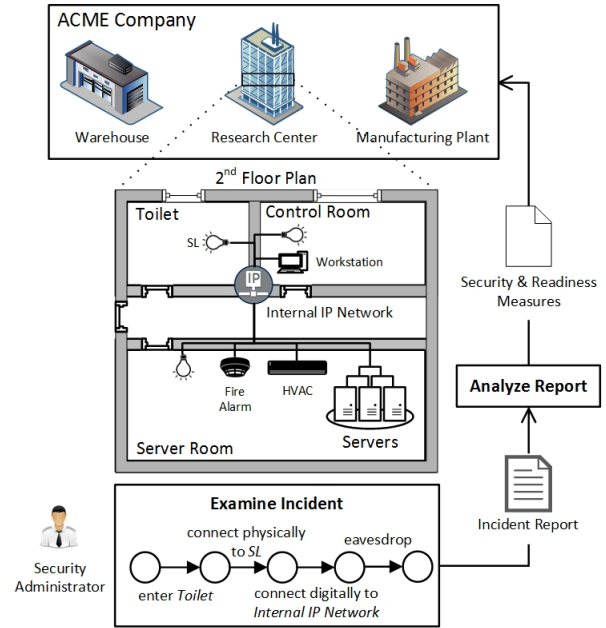 ACME Company
Warehouse
Research Center
Manufacturing Plant
2nd Floor Plan
Toilet
Control Room
SL
Workstation
IP
Internal IP Network
Fire
Alarm
HVAC
Servers
Server Room
Security & Readiness
Measures
Analyze Report
Incident Report
Security
Administrator
Examine Incident
connect physically
to SL
eavesdrop
enter Toilet
connect digitally to
Internal IP Network